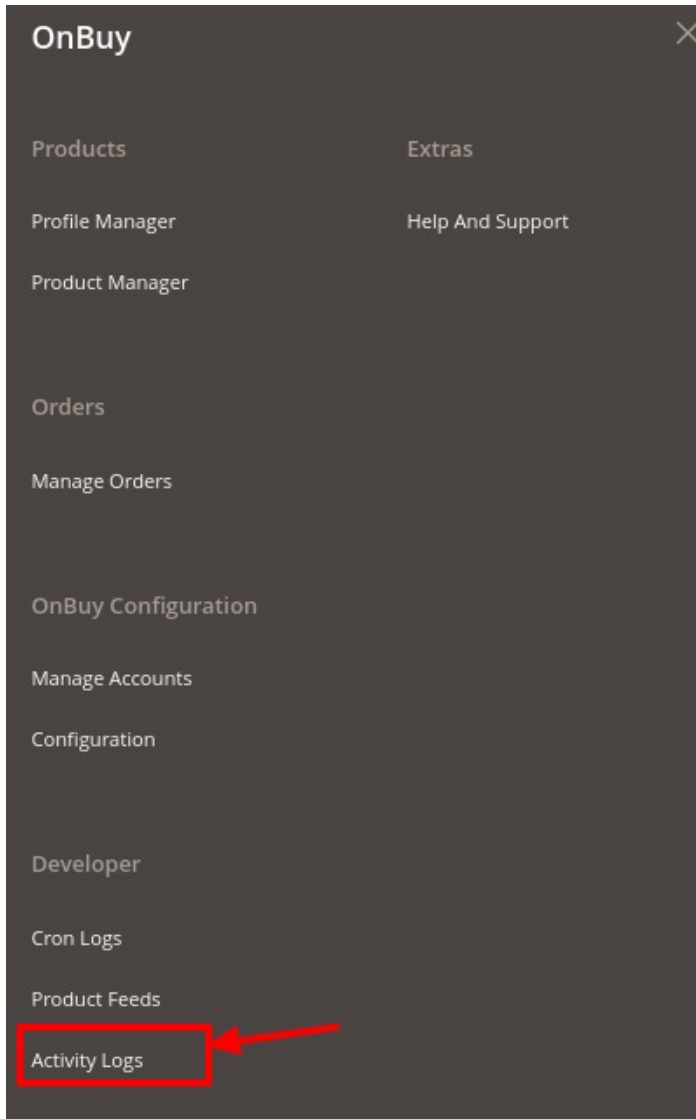 OnBuy
Products
Profile Manager
Product Manager
Orders
Manage Orders
OnBuy Configuration
Manage Accounts
Configuration
Developer
Cron Logs
Product Feeds
Activity Logs
Extras
Help And Support